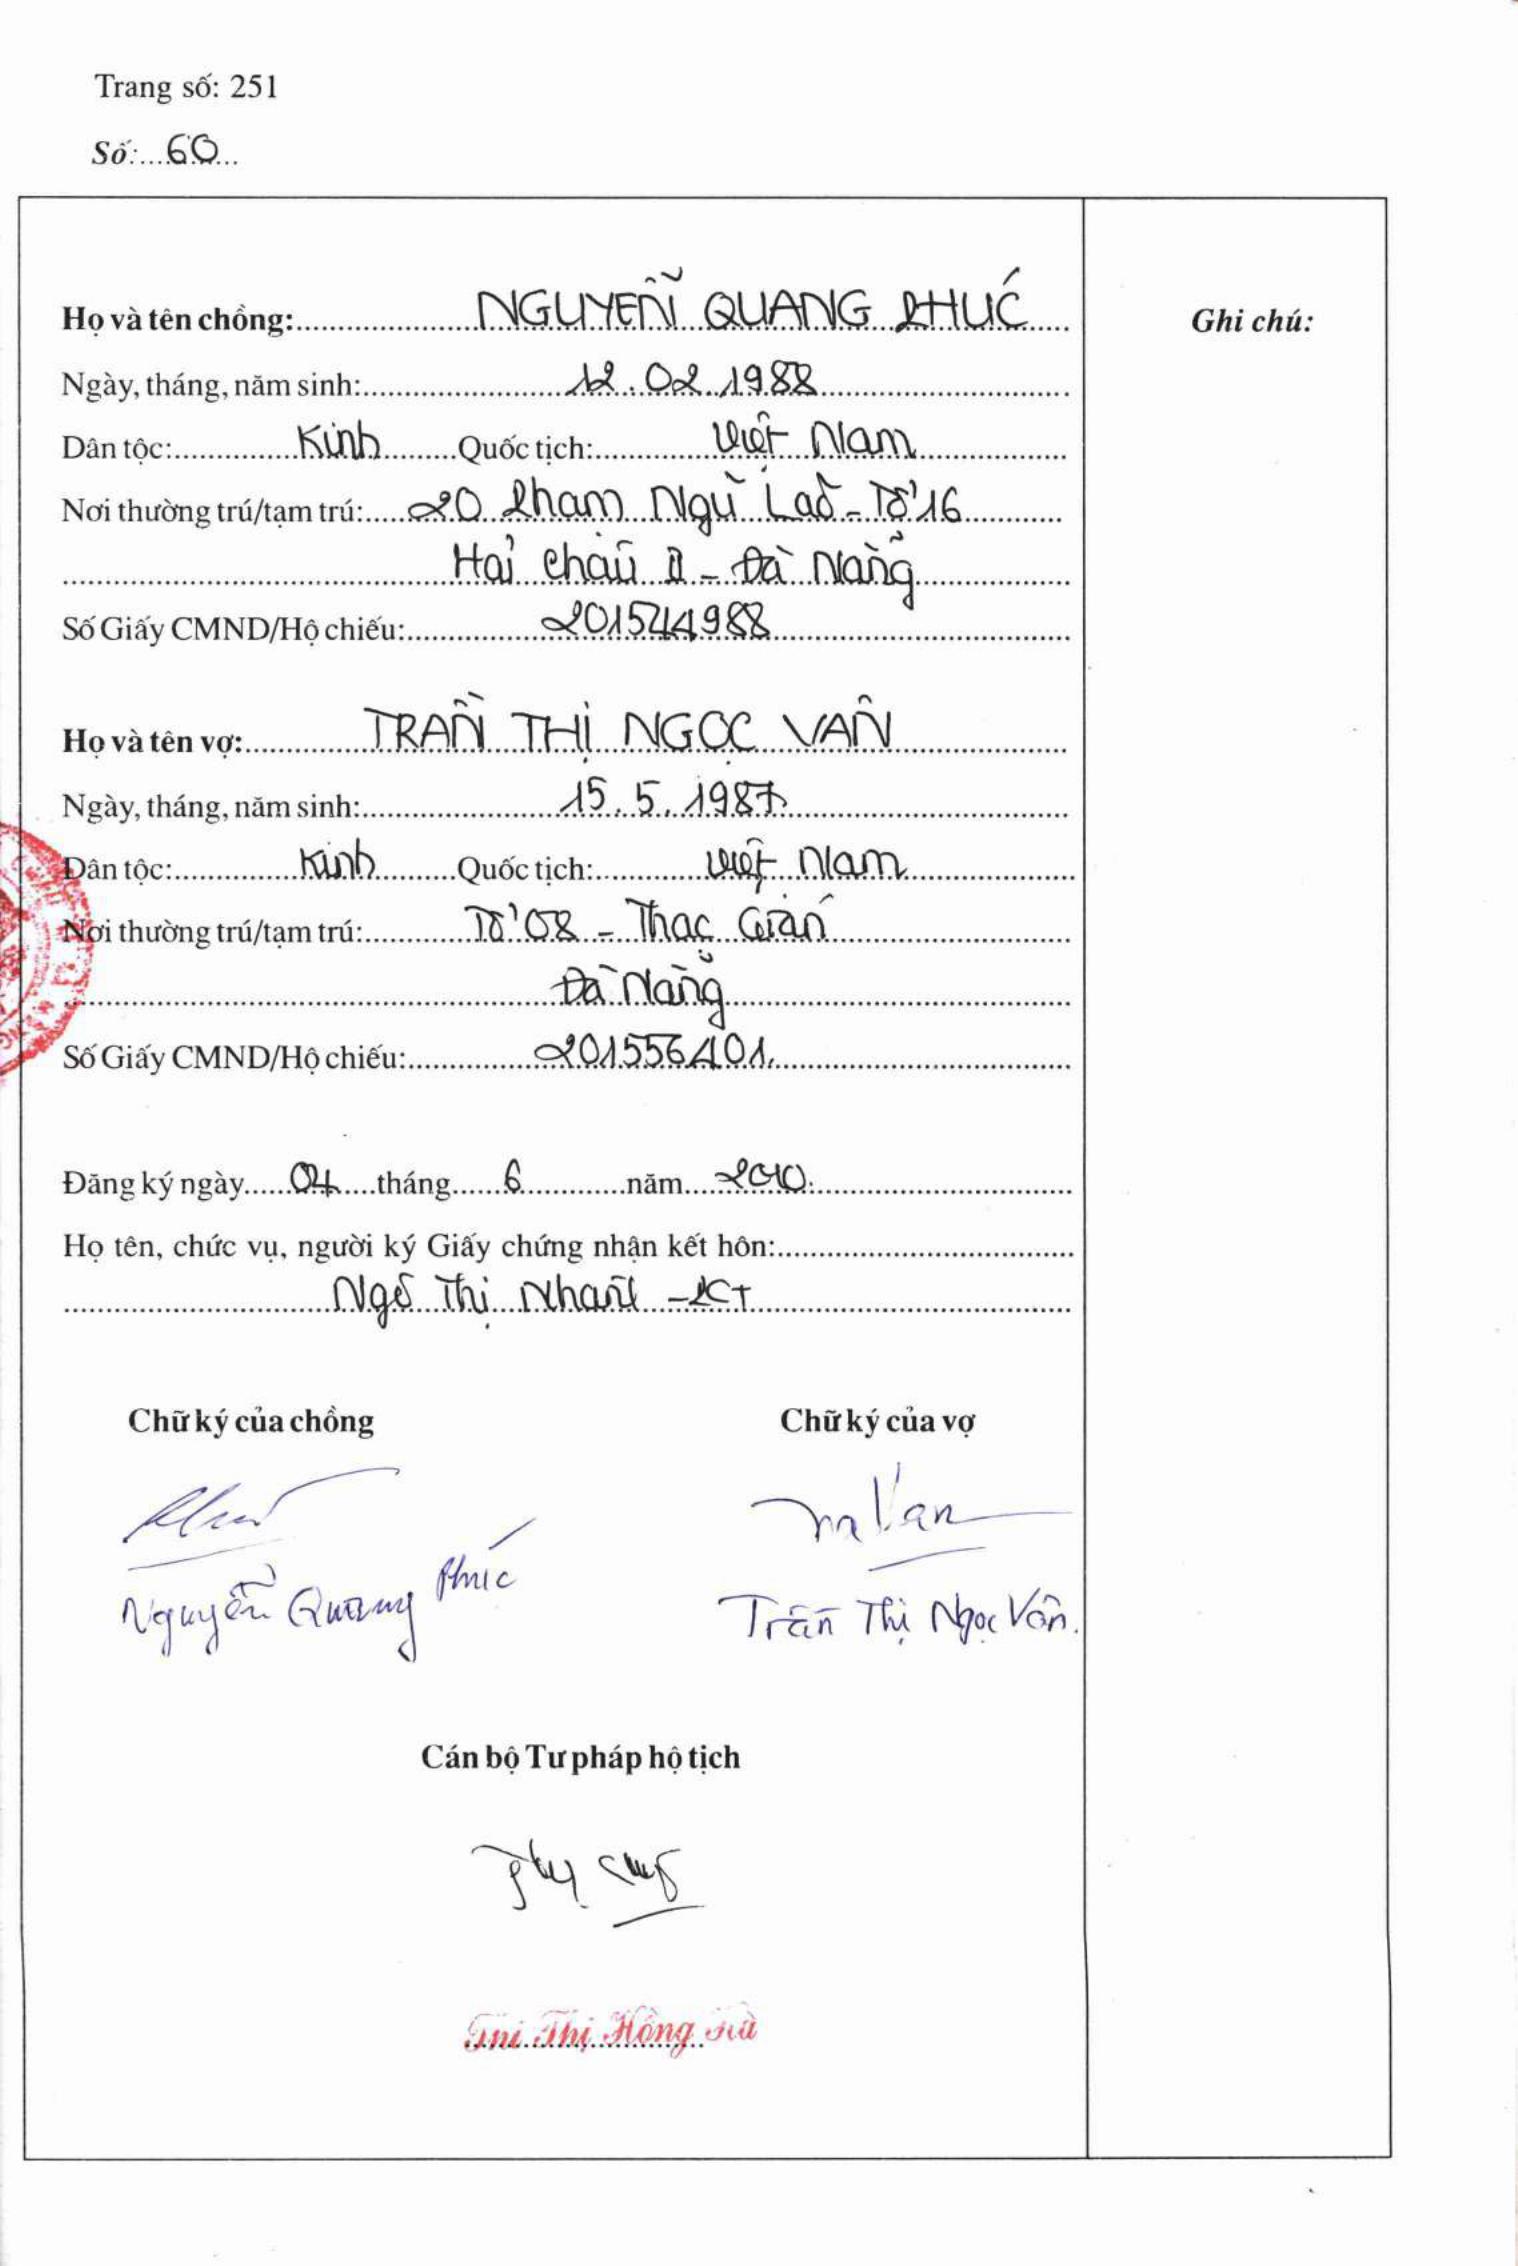 Trang số: 251
Số: 60
Họ và tên chồng: NGUYỄN QUANG PHÚC
Ghi chú:
Ngày, tháng, năm sinh: 12.02.1988
Dân tộc: Kinh Quốc tịch: Việt Nam
Nơi thường trú/tạm trú: 20 Phạm Ngũ Lão - Tổ 16
Hải Châu II - Đà Nẵng
Số Giấy CMND/Hộ chiếu: 201544988
Họ và tên vợ: TRẦN THỊ NGỌC VÂN
Ngày, tháng, năm sinh: 15.5.1987
Dân tộc: Kinh Quốc tịch: Việt Nam
Nơi thường trú/tạm trú: Tổ 08 - Thạc Gián
Đà Nẵng
Số Giấy CMND/Hộ chiếu: 201556401.
Đăng ký ngày 04 tháng 6 năm 2010
Họ tên, chức vụ, người ký Giấy chứng nhận kết hôn:
Ngô Thị Nhanh - PCT
Chữ ký của chồng Chữ ký của vợ
Nguyễn Quang Phúc Trần Thị Ngọc Vân.
Cán bộ Tư pháp hộ tịch
Thị Hồng Hà